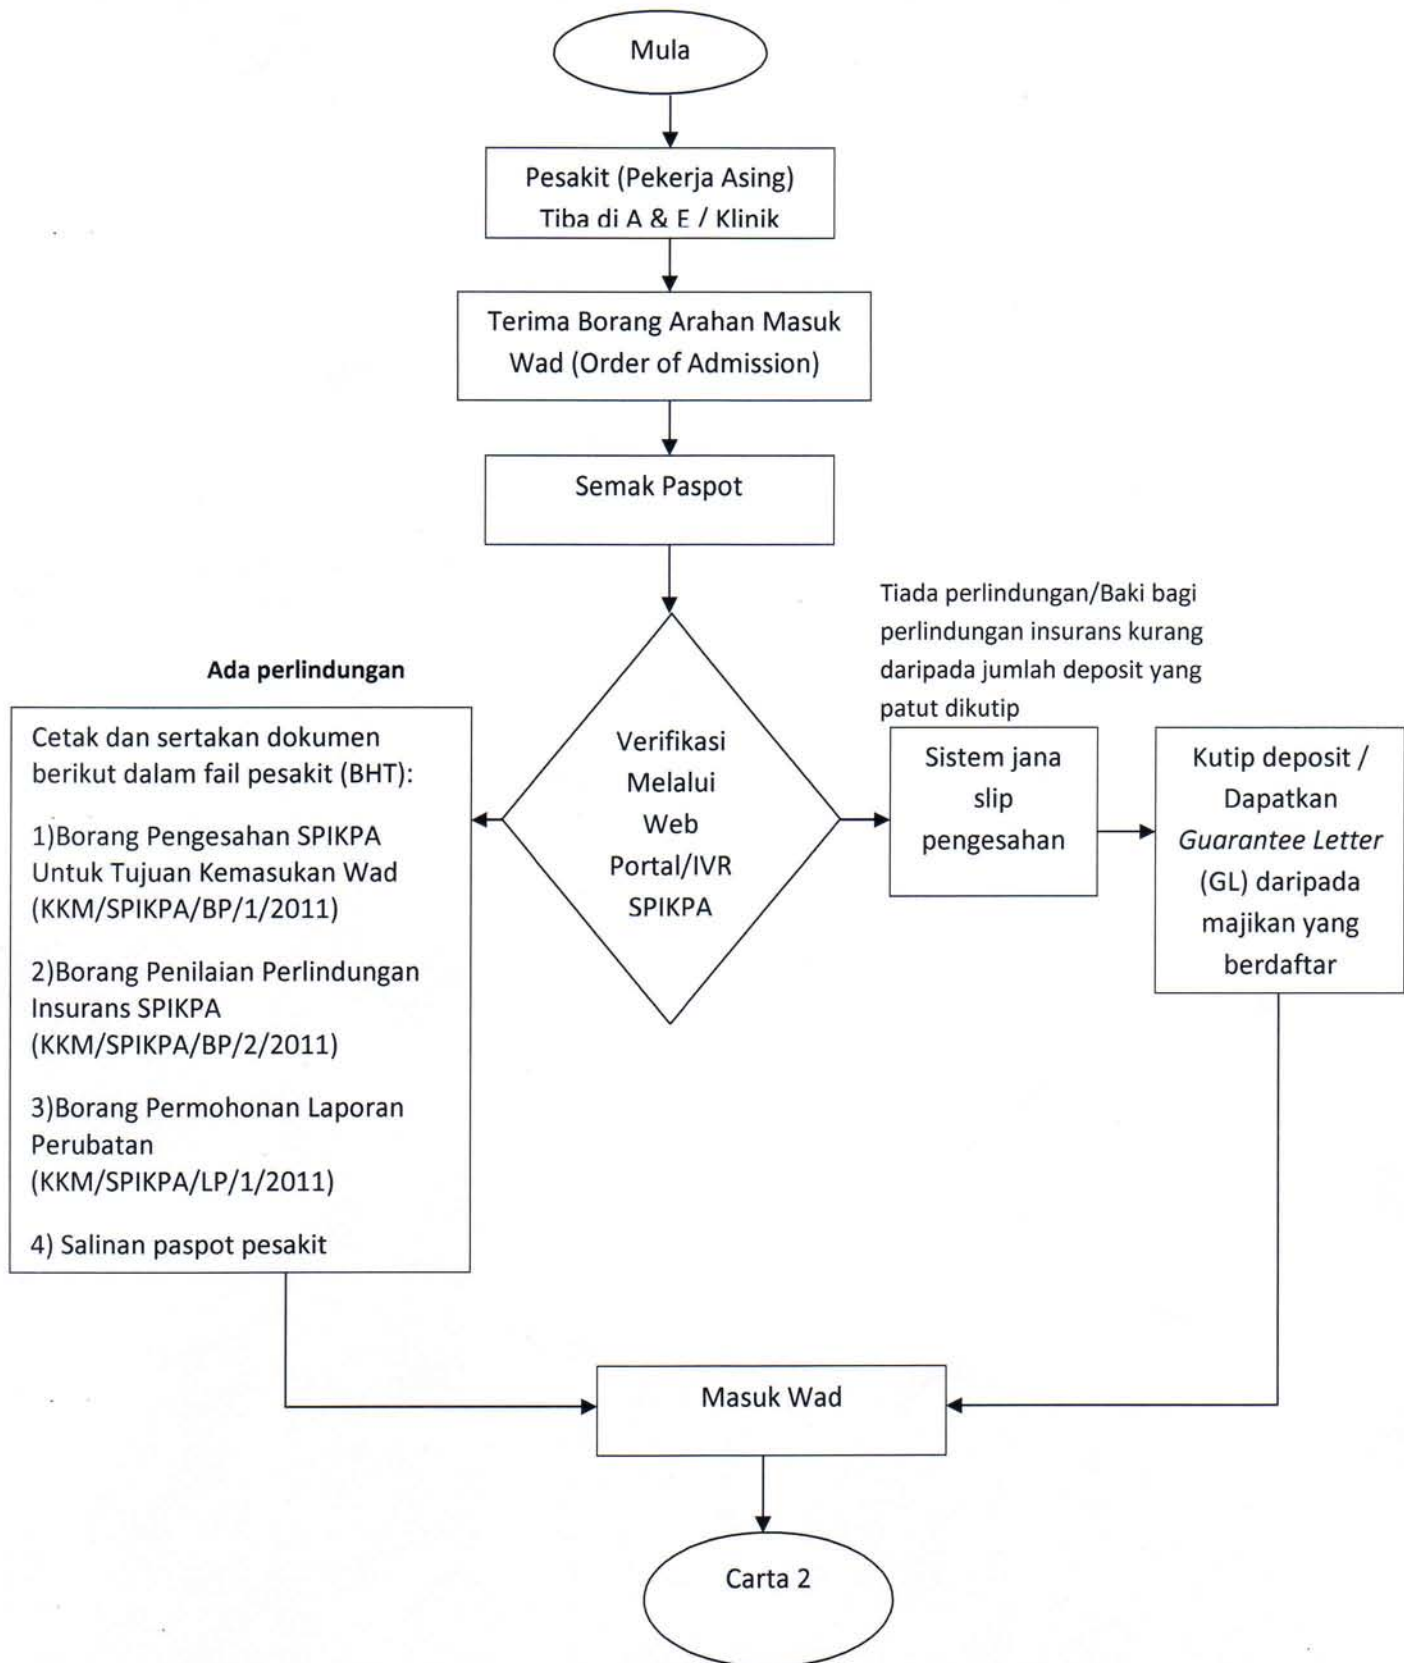 Mula
Pesakit (Pekerja Asing)
Tiba di A & E / Klinik
Terima Borang Arahan Masuk
Wad (Order of Admission)
Semak Paspot
Tiada perlindungan/Baki bagi
perlindungan insurans kurang
daripada jumlah deposit yang
patut dikutip
Ada perlindungan
Cetak dan sertakan dokumen
berikut dalam fail pesakit (BHT):
1)Borang Pengesahan SPIKPA
Untuk Tujuan Kemasukan Wad
(KKM/SPIKPA/BP/1/2011)
2)Borang Penilaian Perlindungan
Insurans SPIKPA
(KKM/SPIKPA/BP/2/2011)
3)Borang Permohonan Laporan
Perubatan
(KKM/SPIKPA/LP/1/2011)
4) Salinan paspot pesakit
Verifikasi
Melalui
Web
Portal/IVR
SPIKPA
Sistem jana
slip
pengesahan
Kutip deposit /
Dapatkan
Guarantee Letter
(GL) daripada
majikan yang
berdaftar
Masuk Wad
Carta 2